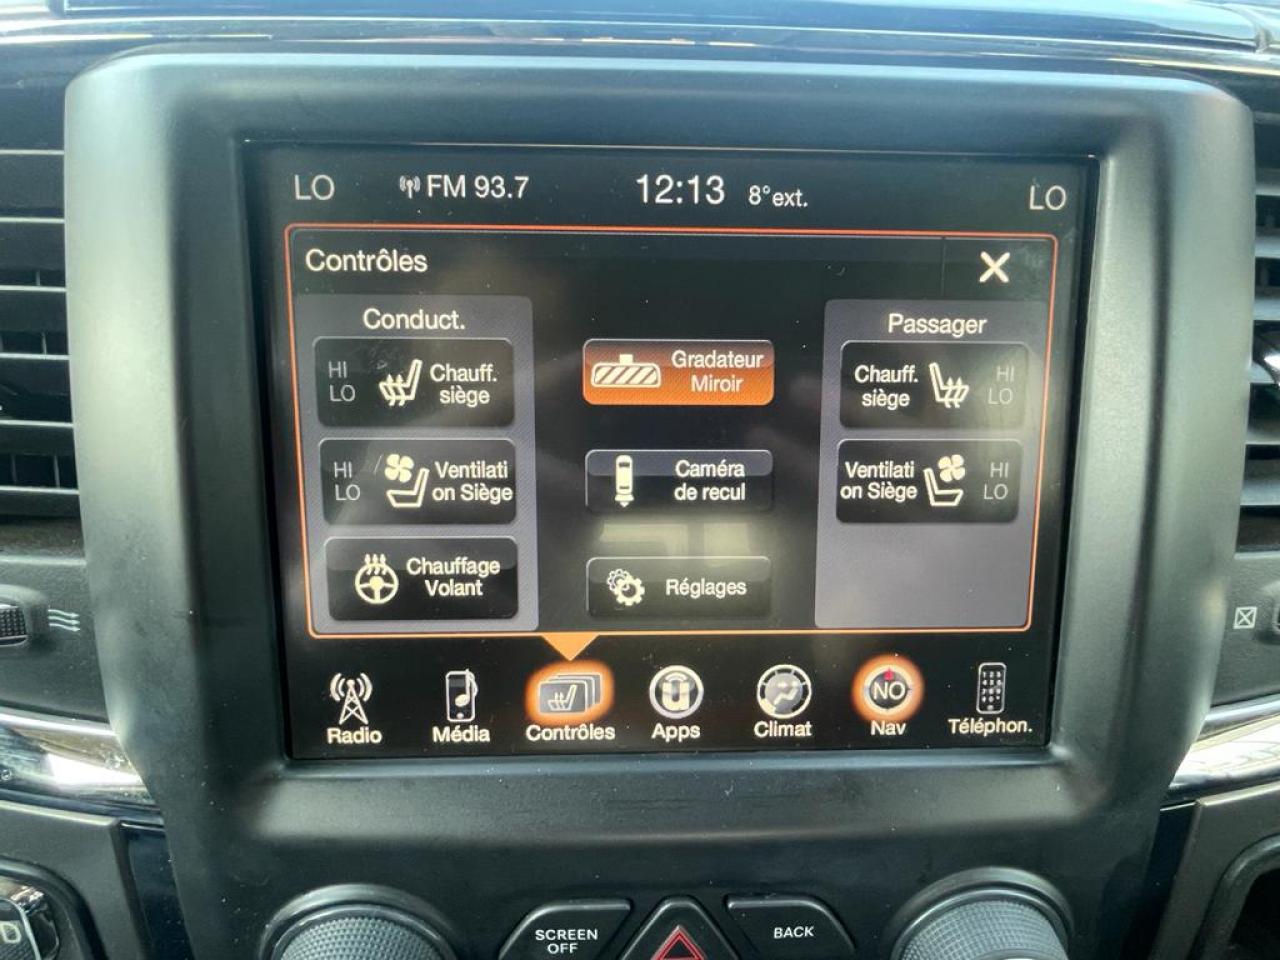 LO FM 93.7 12:13 8°ext. LO
Contrôles
Conduct.
HI
LO
Chauff.
siège
HI
LO
Ventilati
on Siège
Chauffage
Volant
Gradateur
Miroir
Caméra
de recul
Réglages
Passager
Chauff.
siège
HI
LO
Ventilati
on Siège
HI
LO
Radio
Média
Contrôles
Apps
Climat
NO
Nav
Téléphon.
SCREEN
OFF
BACK